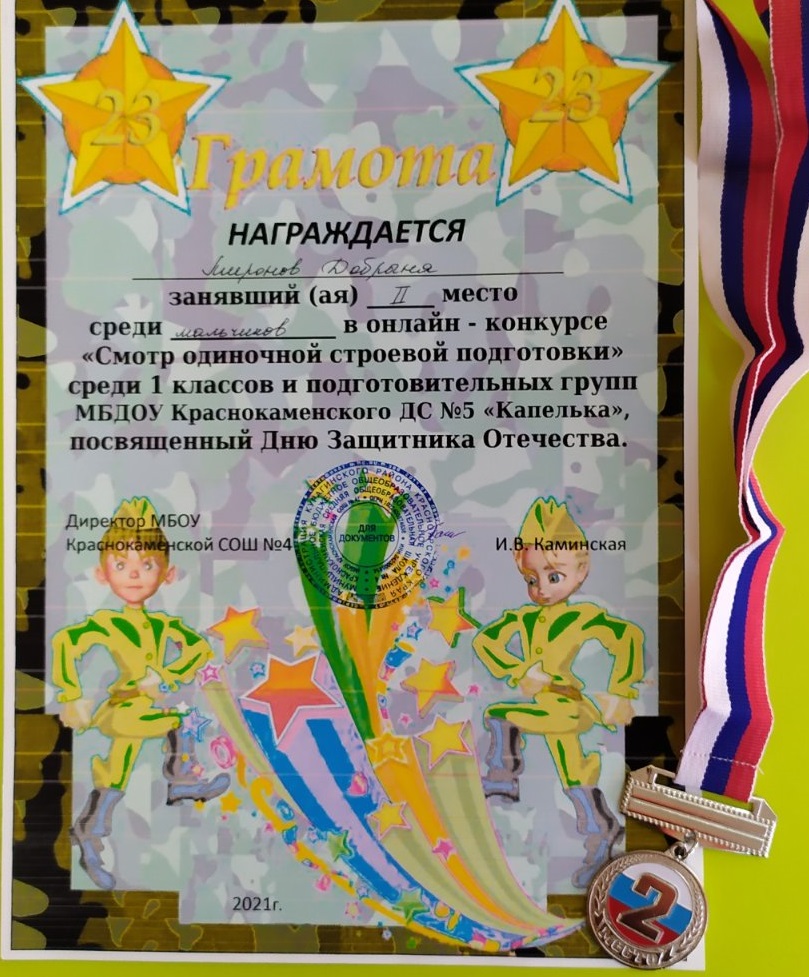 23
23
Грамота
НАГРАЖДАЕТСЯ
Миронов Добраня
занявший (ая) II место
среди мальчиков в онлайн - конкурсе
«Смотр одиночной строевой подготовки»
среди 1 классов и подготовительных групп
МБДОУ Краснокаменского ДС №5 «Капелька»,
посвященный Дню Защитника Отечества.
ДЛЯ
ДОКУМЕНТОВ
Директор МБОУ
Краснокаменской СОШ №4
И.В. Каминская
2021г.
2
МЕСТО